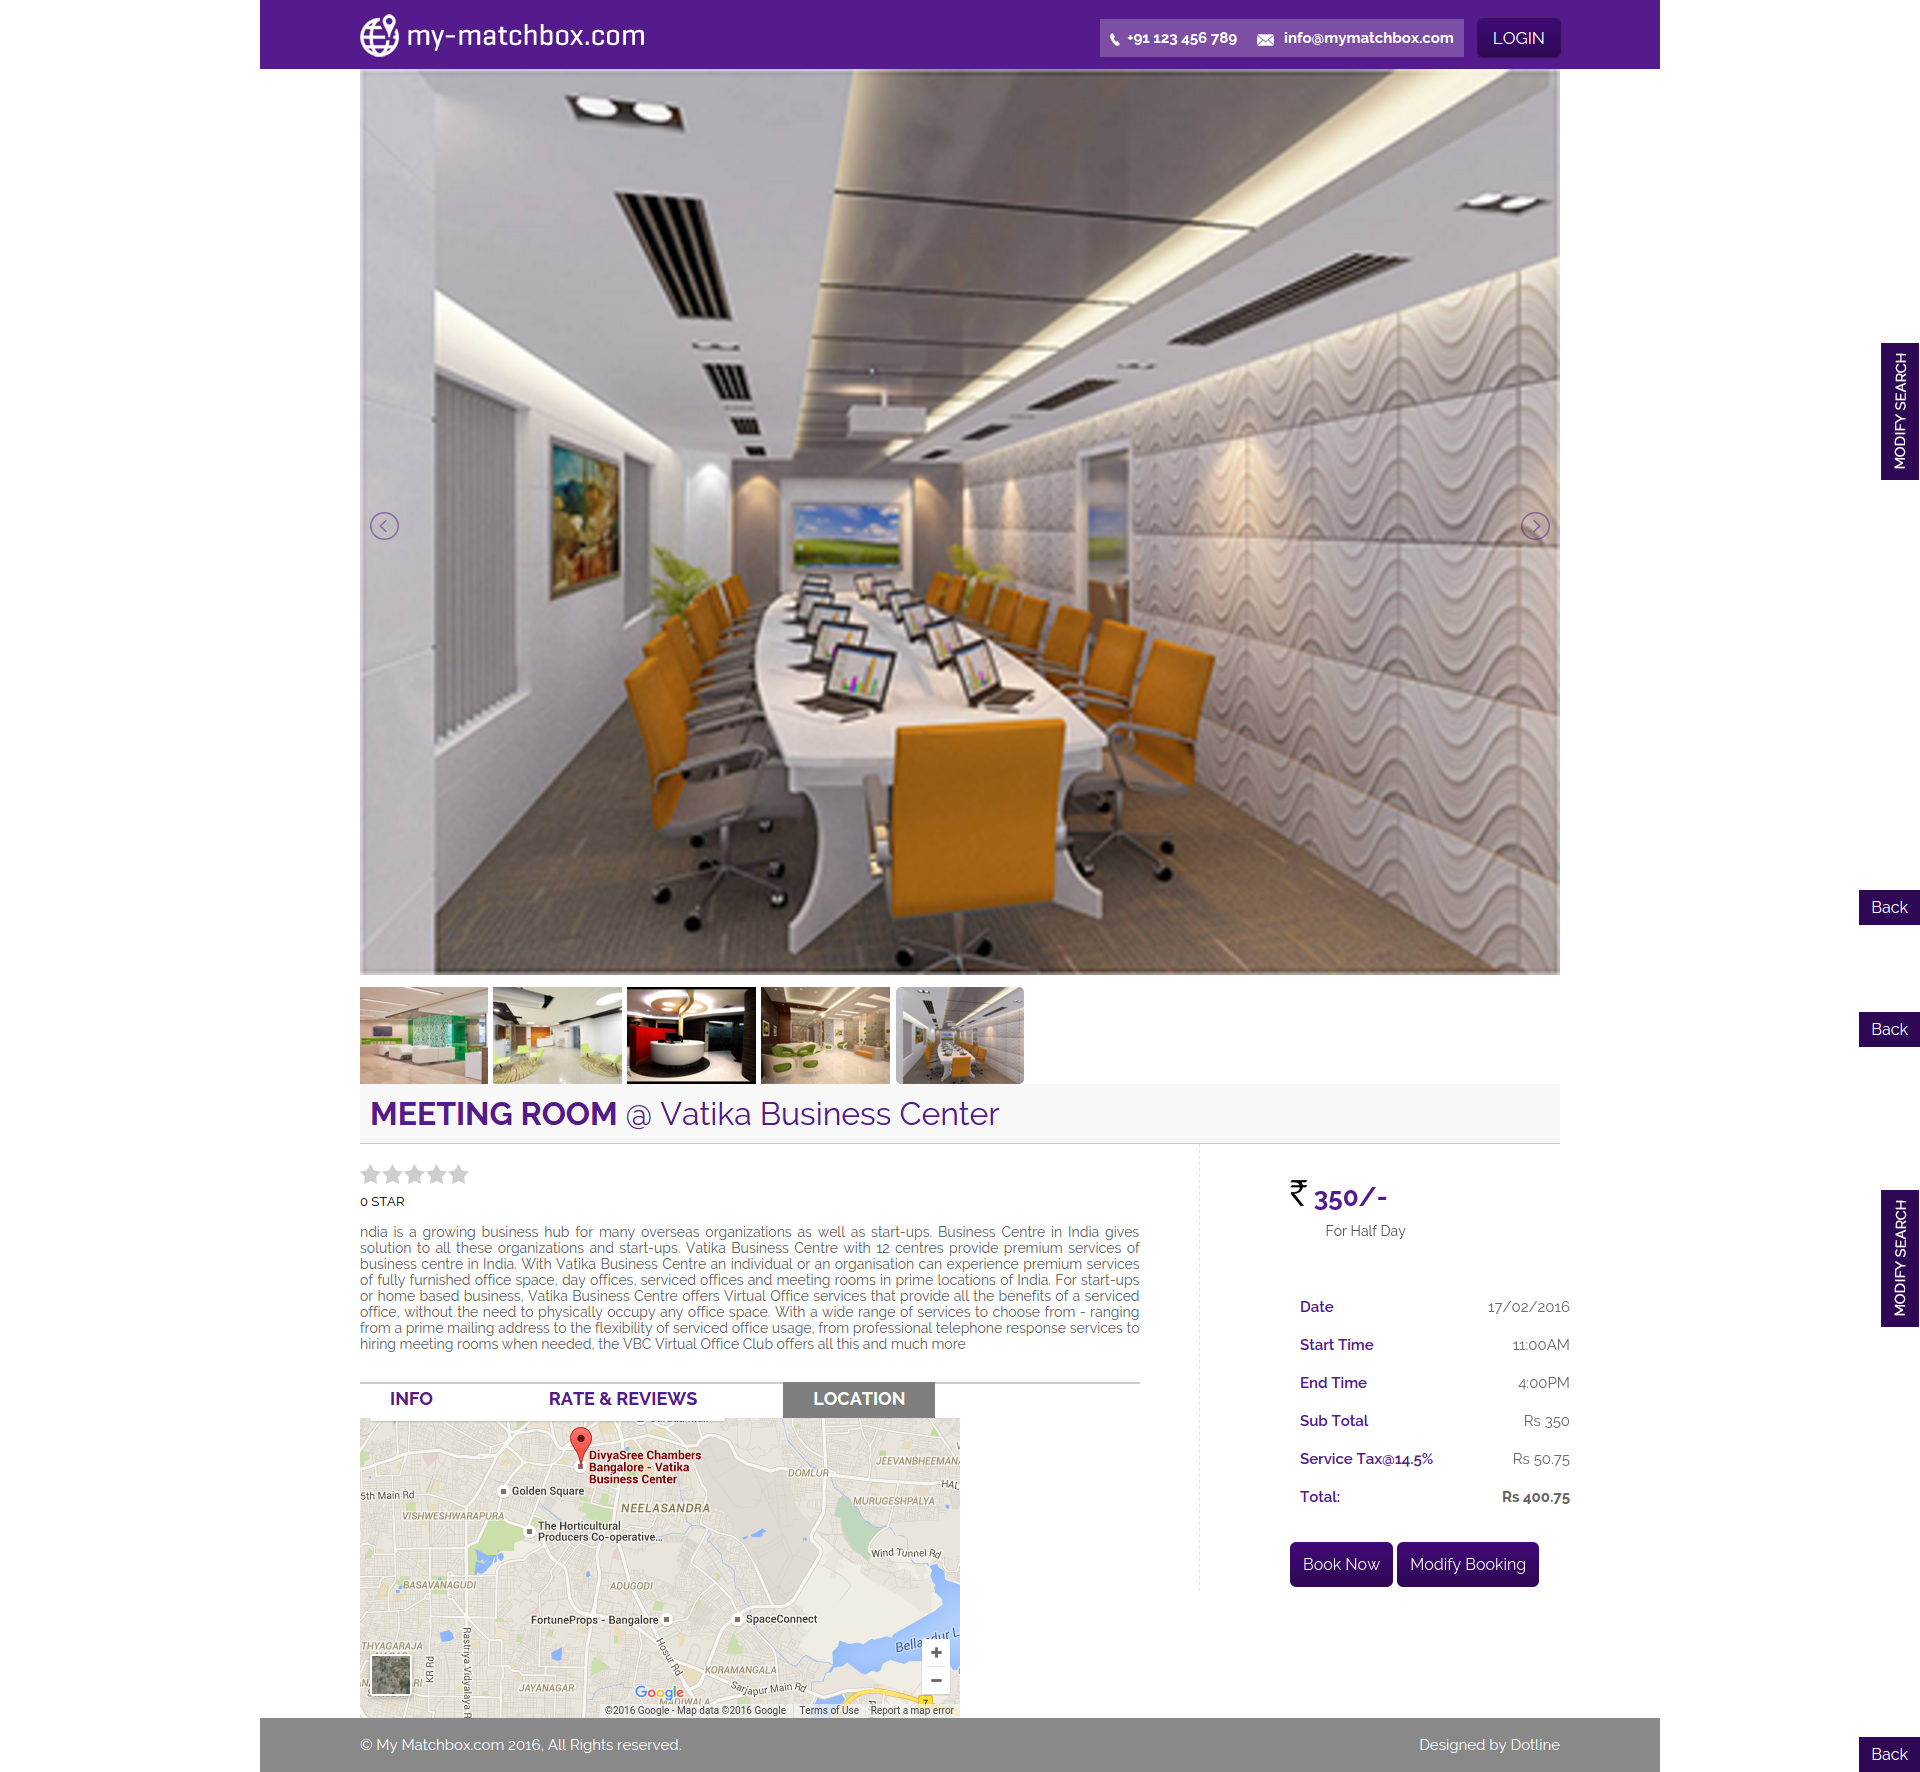 my-matchbox.com
+91 123 456 789
info@mymatchbox.com
LOGIN
MODIFY SEARCH
Back
Back
MEETING ROOM @ Vatika Business Center
0 STAR
ndia is a growing business hub for many overseas organizations as well as start-ups. Business Centre in India gives
solution to all these organizations and start-ups. Vatika Business Centre with 12 centres provide premium services of
business centre in India. With Vatika Business Centre an individual or an organisation can experience premium services
of fully furnished office space, day offices, serviced offices and meeting rooms in prime locations of India. For start-ups
or home based business, Vatika Business Centre offers Virtual Office services that provide all the benefits of a serviced
office, without the need to physically occupy any office space. With a wide range of services to choose from - ranging
from a prime mailing address to the flexibility of serviced office usage, from professional telephone response services to
hiring meeting rooms when needed, the VBC Virtual Office Club offers all this and much more
₹ 350/-
For Half Day
Date 17/02/2016
Start Time 11:00AM
End Time 4:00PM
Sub Total Rs 350
Service Tax@14.5% Rs 50.75
Total: Rs 400.75
Book Now
Modify Booking
MODIFY SEARCH
INFO
RATE & REVIEWS
LOCATION
DivyaSree Chambers
Bangalore - Vatika
Business Center
DOMLUR
JEEVANBHEEMAN
HAL
5th Main Rd
Golden Square
NEELASANDRA
MURUGESHPALYA
VISHWESHWARAPURA
The Horticultural
Producers Co-operative...
Wind Tunnel Rd
BASAVANAGUDI
ADUGODI
FortuneProps - Bangalore
SpaceConnect
THYAGARAJA
KR Rd
Rastriya Vidyalaya R
Hosur Rd
KORAMANGALA
JAYANAGAR
Sarjapur Main Rd
MADIWALA
Google
7
©2016 Google - Map data ©2016 Google
Terms of Use
Report a map error
© My Matchbox.com 2016, All Rights reserved.
Designed by Dotline
Back